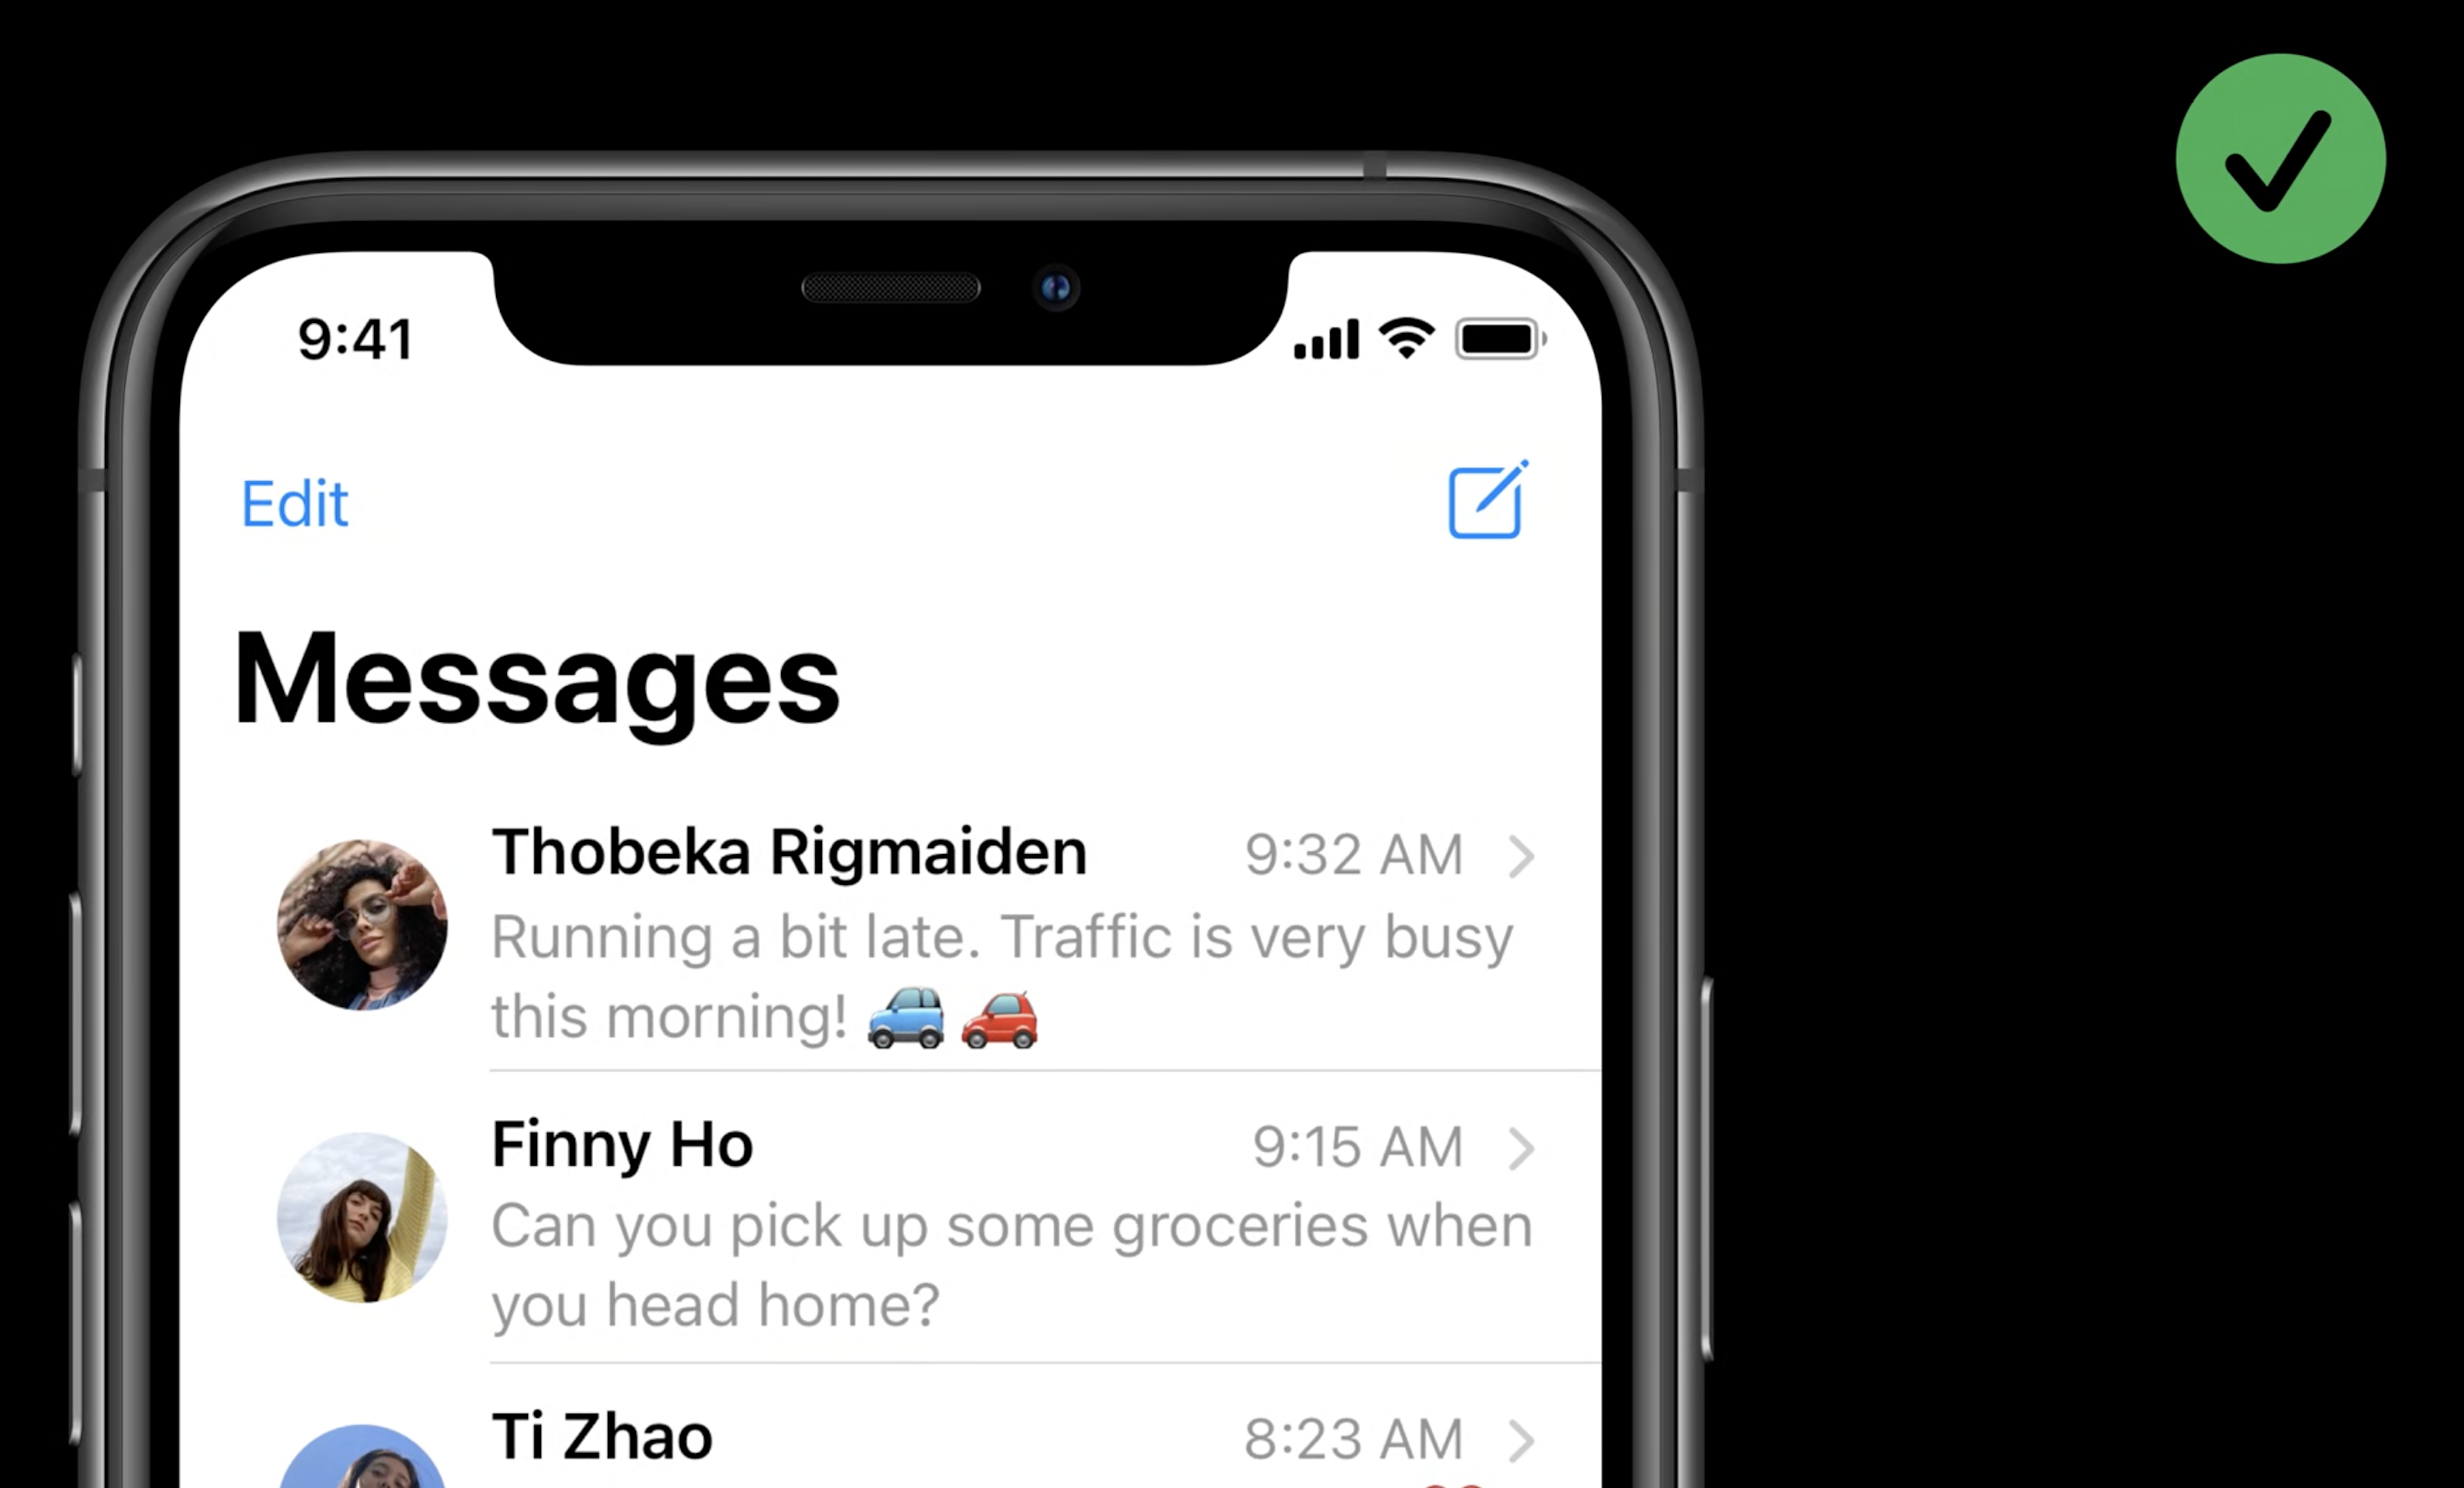 9:41
Edit
Messages
Thobeka Rigmaiden 9:32 AM
Running a bit late. Traffic is very busy
this morning! 🚙 🚗
Finny Ho 9:15 AM
Can you pick up some groceries when
you head home?
Ti Zhao 8:23 AM